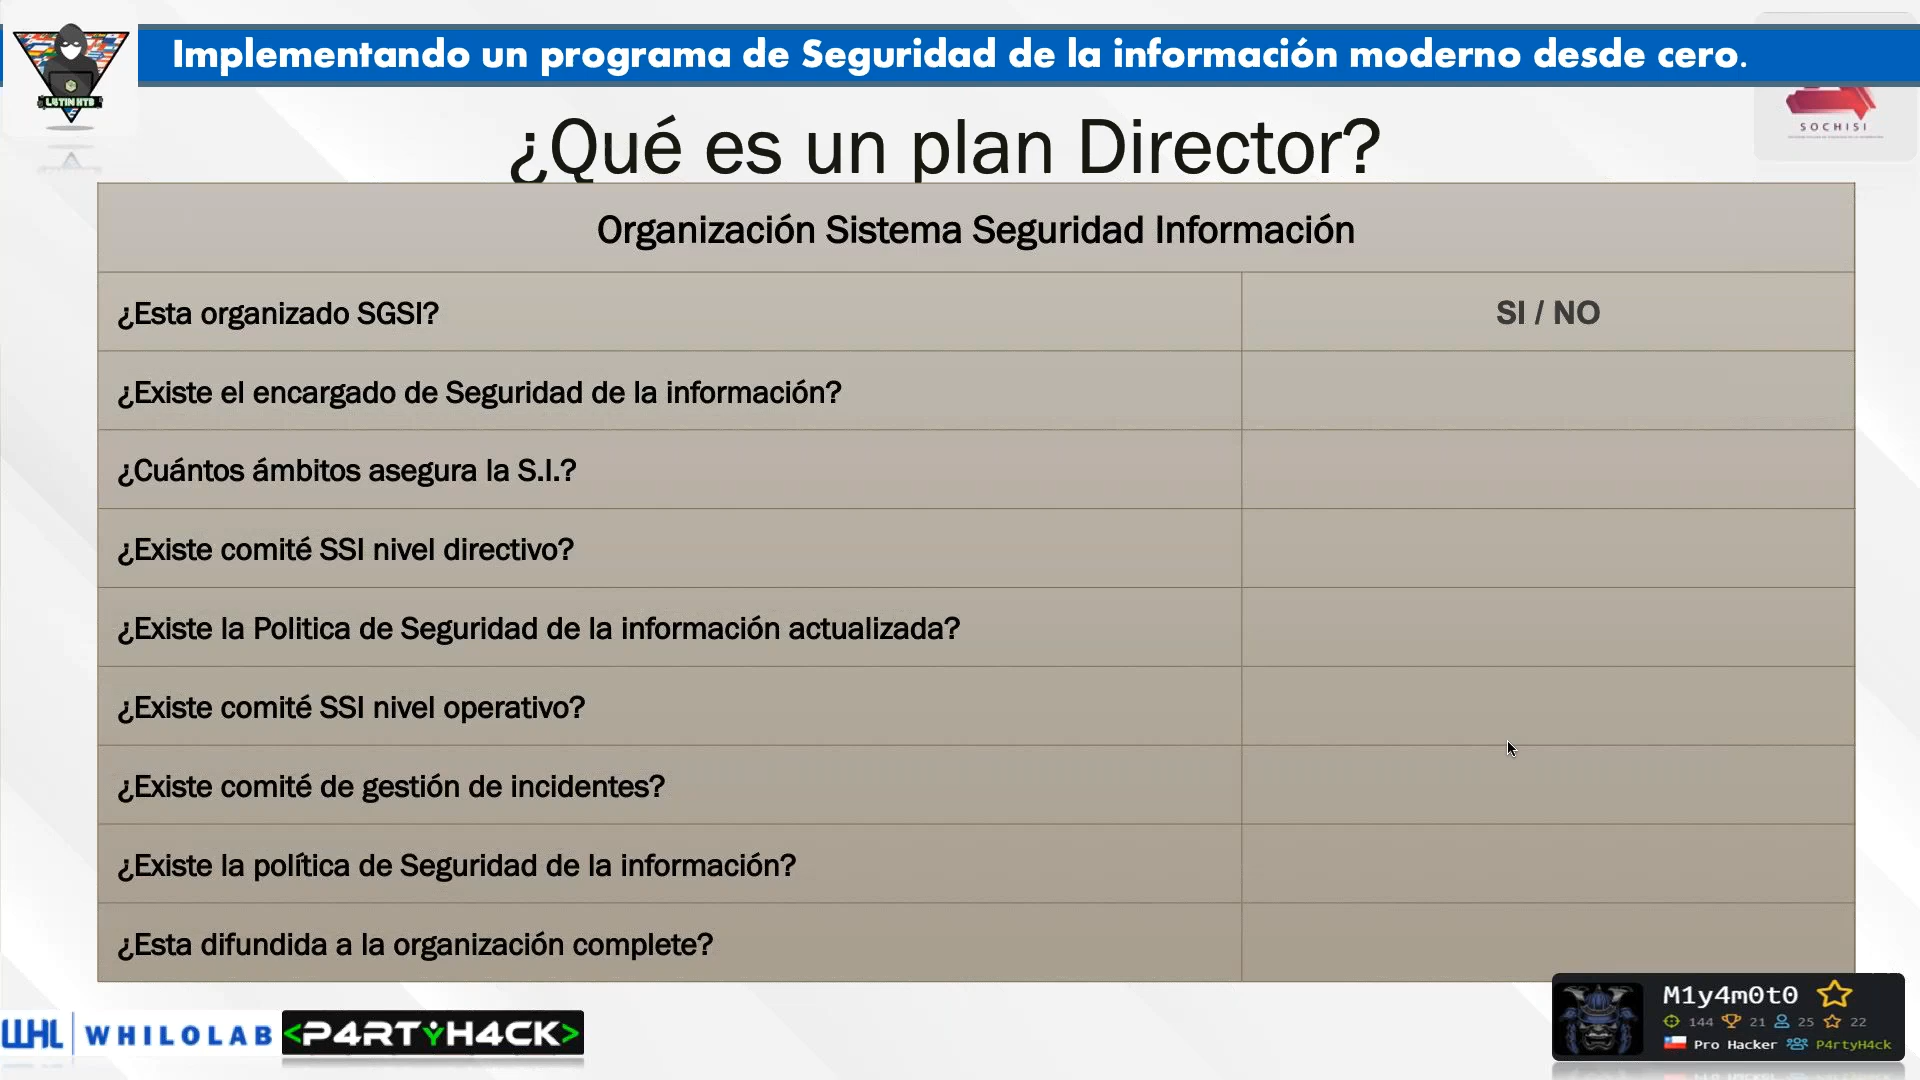 Implementando un programa de Seguridad de la información moderno desde cero.
L4TIN HTB
SOCHISI
¿Qué es un plan Director?
Organización Sistema Seguridad Información
¿Esta organizado SGSI?
SI / NO
¿Existe el encargado de Seguridad de la información?
¿Cuántos ámbitos asegura la S.I.?
¿Existe comité SSI nivel directivo?
¿Existe la Politica de Seguridad de la información actualizada?
¿Existe comité SSI nivel operativo?
¿Existe comité de gestión de incidentes?
¿Existe la política de Seguridad de la información?
¿Esta difundida a la organización complete?
WHL WHILOLAB
<P4RTYH4CK>
M1y4m0t0
144 21 25 22
Pro Hacker P4rtyH4ck